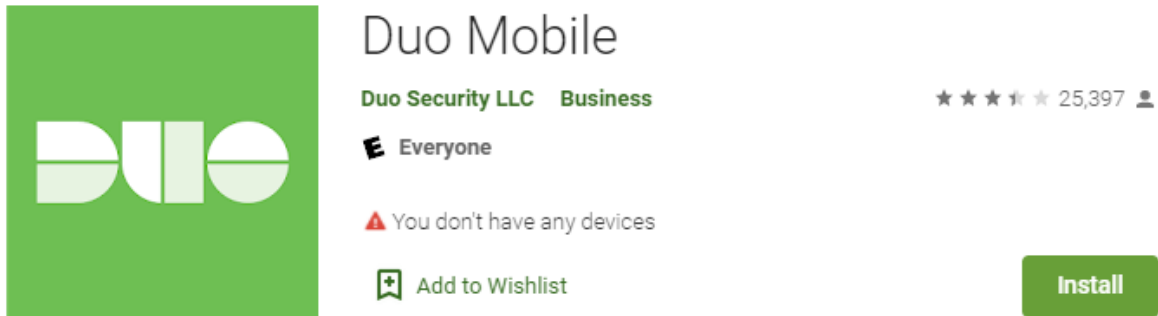 DUO
Duo Mobile
Duo Security LLC Business 25,397
E Everyone
You don't have any devices
Add to Wishlist
Install